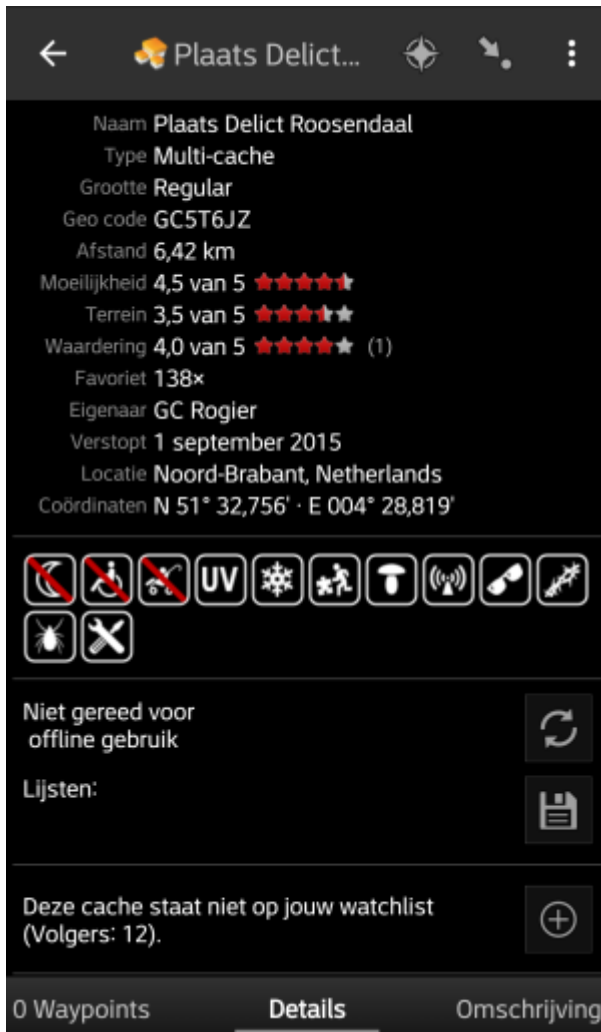 Plaats Delict...
Naam Plaats Delict Roosendaal
Type Multi-cache
Grootte Regular
Geo code GC5T6JZ
Afstand 6,42 km
Moeilijkheid 4,5 van 5
Terrein 3,5 van 5
Waardering 4,0 van 5 (1)
Favoriet 138×
Eigenaar GC Rogier
Verstopt 1 september 2015
Locatie Noord-Brabant, Netherlands
Coördinaten N 51° 32,756' · E 004° 28,819'
UV
Niet gereed voor
offline gebruik
Lijsten:
Deze cache staat niet op jouw watchlist
(Volgers: 12).
0 Waypoints Details Omschrijving